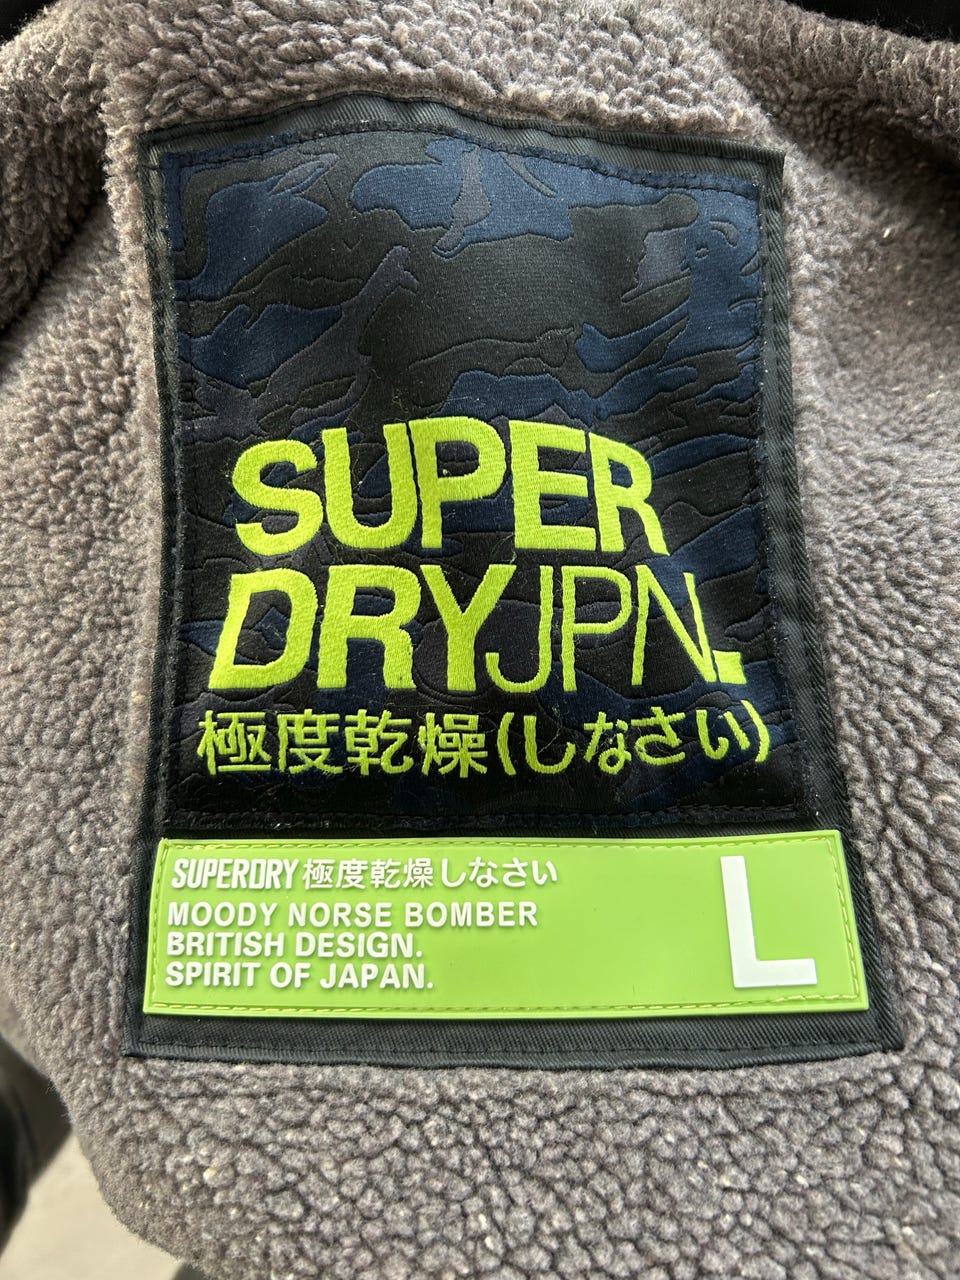 SUPER
DRYJPN.
極度乾燥(しなさい)
SUPERDRY 極度乾燥しなさい
MOODY NORSE BOMBER
BRITISH DESIGN.
SPIRIT OF JAPAN.
L